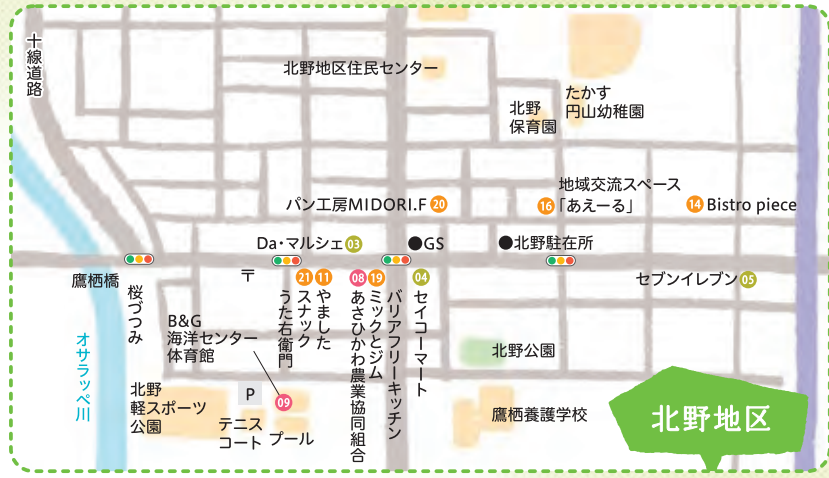 十線道路
北野地区住民センター
北野
保育園
たかす
円山幼稚園
パン工房MIDORI.F 20
地域交流スペース
16 「あえーる」
14 Bistro piece
Da・マルシェ 03
●GS
●北野駐在所
鷹栖橋
桜づつみ
〒
21 スナック
うた右衛門
11 やました
08 あさひかわ農業協同組合
19 ミックとジム
バリアフリーキッチン
04 セイコーマート
セブンイレブン 05
B&G
海洋センター
体育館
オサラッペ川
北野
軽スポーツ
公園
P
09
テニス
コート
プール
北野公園
鷹栖養護学校
北野地区